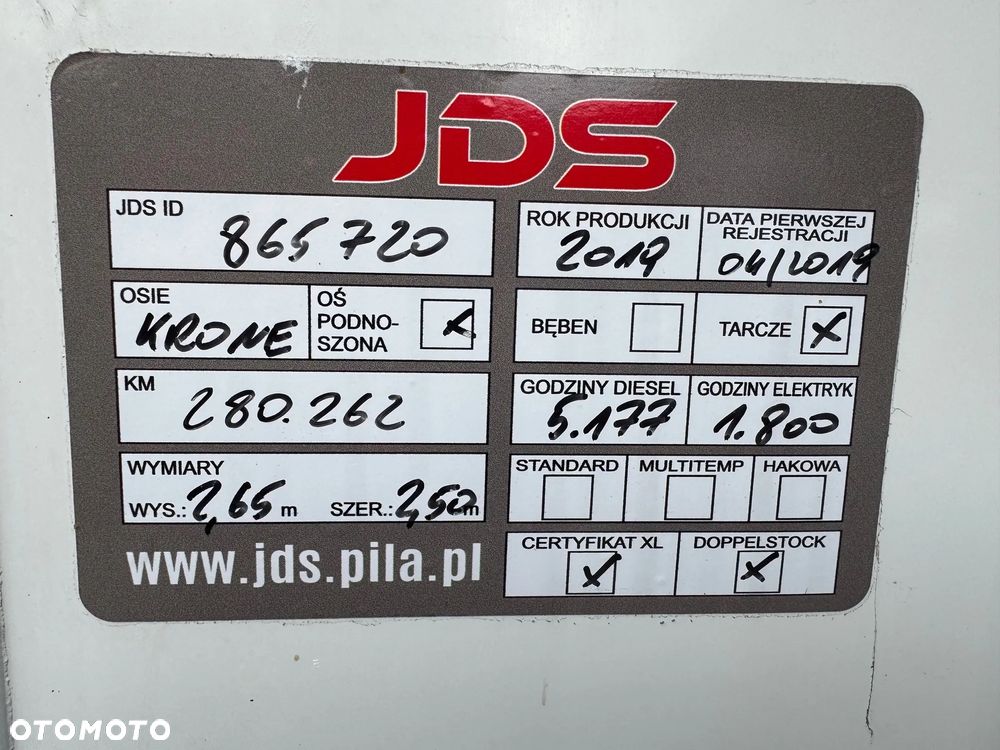 JDS
JDS ID
865720
ROK PRODUKCJI
2019
DATA PIERWSZEJ
REJESTRACJI
04/2019
OSIE
KRONE
OŚ
PODNO-
SZONA
X
BĘBEN
TARCZE X
KM
280.262
GODZINY DIESEL
5.177
GODZINY ELEKTRYK
1.800
WYMIARY
WYS.: 2,65 m SZER.: 2,50 m
STANDARD
MULTITEMP
HAKOWA
www.jds.pila.pl
CERTYFIKAT XL
X
DOPPELSTOCK
X
OTOMOTO